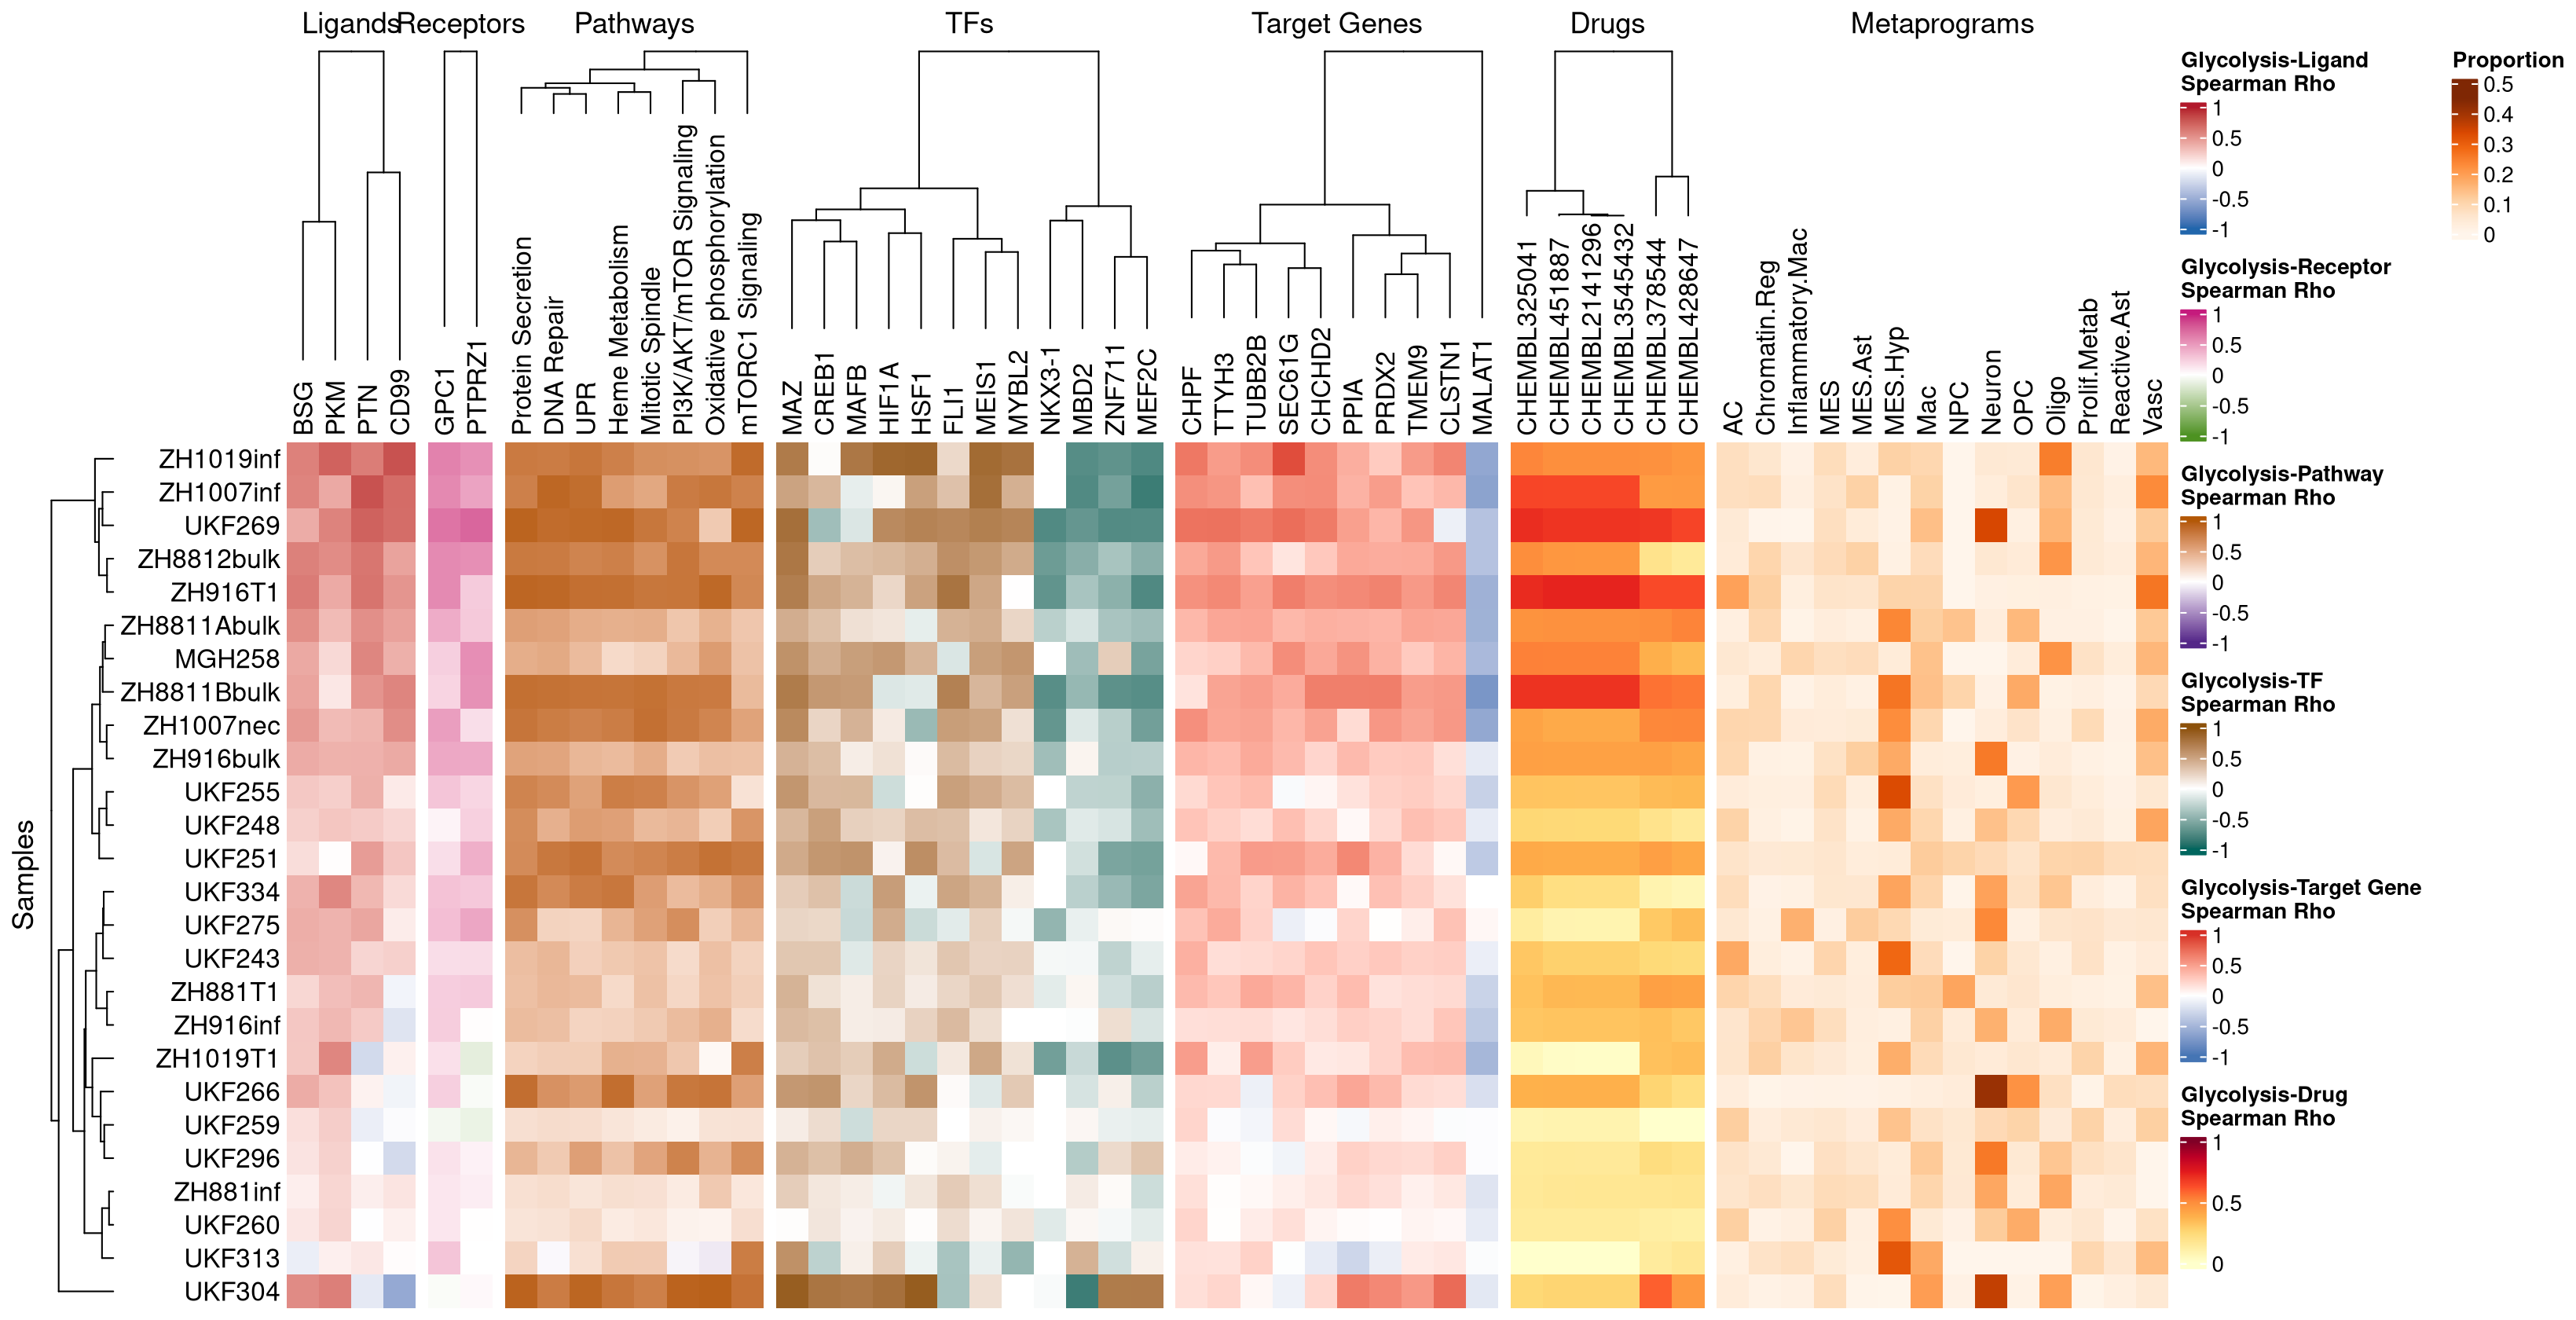 Ligands Receptors Pathways TFs Target Genes Drugs Metaprograms
BSG PKM PTN CD99
GPC1 PTPRZ1
Protein Secretion
DNA Repair
UPR
Heme Metabolism
Mitotic Spindle
PI3K/AKT/mTOR Signaling
Oxidative phosphorylation
mTORC1 Signaling
MAZ CREB1 MAFB HIF1A HSF1 FLI1 MEIS1 MYBL2 NKX3-1 MBD2 ZNF711 MEF2C
CHPF TTYH3 TUBB2B SEC61G CHCHD2 PPIA PRDX2 TMEM9 CLSTN1 MALAT1
CHEMBL325041
CHEMBL451887
CHEMBL2141296
CHEMBL3545432
CHEMBL378544
CHEMBL428647
AC
Chromatin.Reg
Inflammatory.Mac
MES
MES.Ast
MES.Hyp
Mac
NPC
Neuron
OPC
Oligo
Prolif.Metab
Reactive.Ast
Vasc
Samples
ZH1019inf
ZH1007inf
UKF269
ZH8812bulk
ZH916T1
ZH8811Abulk
MGH258
ZH8811Bbulk
ZH1007nec
ZH916bulk
UKF255
UKF248
UKF251
UKF334
UKF275
UKF243
ZH881T1
ZH916inf
ZH1019T1
UKF266
UKF259
UKF296
ZH881inf
UKF260
UKF313
UKF304
Glycolysis-Ligand
Spearman Rho
1
0.5
0
-0.5
-1
Glycolysis-Receptor
Spearman Rho
1
0.5
0
-0.5
-1
Glycolysis-Pathway
Spearman Rho
1
0.5
0
-0.5
-1
Glycolysis-TF
Spearman Rho
1
0.5
0
-0.5
-1
Glycolysis-Target Gene
Spearman Rho
1
0.5
0
-0.5
-1
Glycolysis-Drug
Spearman Rho
1
0.5
0
Proportion
0.5
0.4
0.3
0.2
0.1
0